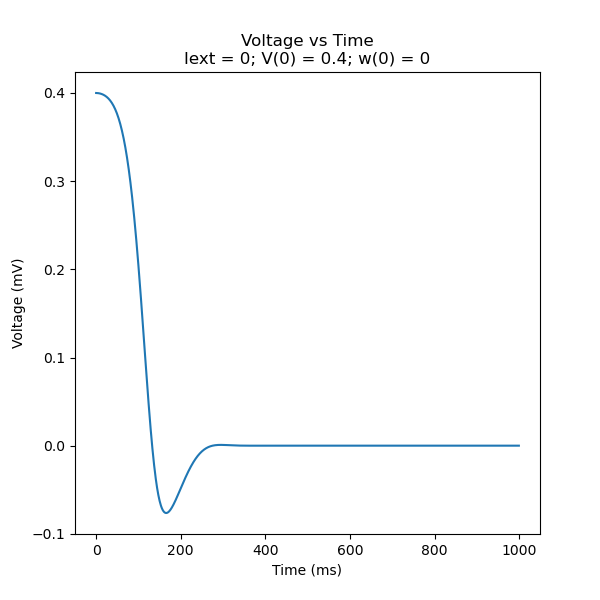 Voltage vs Time
Iext = 0; V(0) = 0.4; w(0) = 0
0.4
0.3
0.2
0.1
0.0
−0.1
Voltage (mV)
0 200 400 600 800 1000
Time (ms)